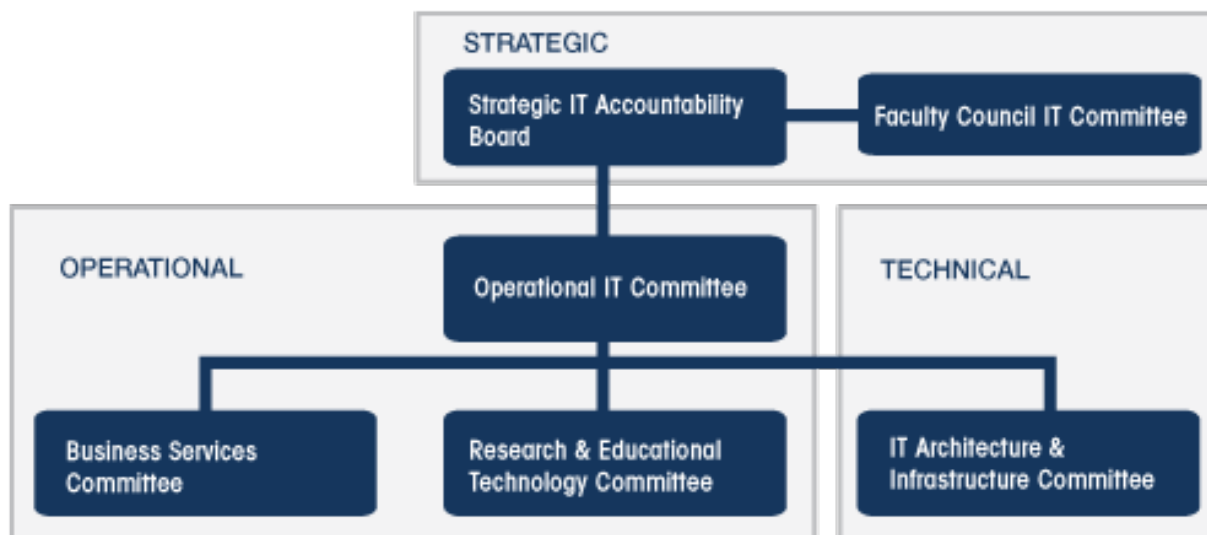 STRATEGIC
Strategic IT Accountability
Board
Faculty Council IT Committee
OPERATIONAL
Operational IT Committee
TECHNICAL
Business Services
Committee
Research & Educational
Technology Committee
IT Architecture &
Infrastructure Committee